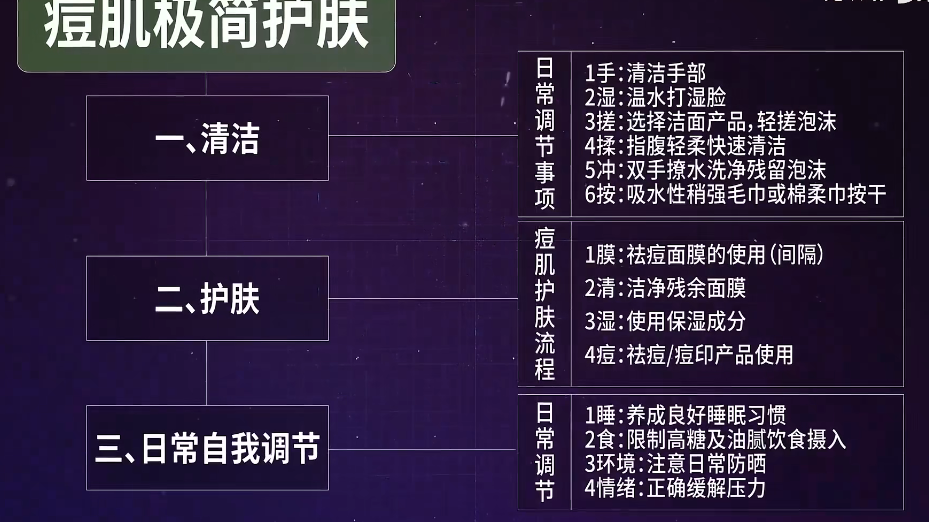 痘肌极简护肤
一、清洁
日常调节事项
1手：清洁手部
2湿：温水打湿脸
3搓：选择洁面产品，轻搓泡沫
4揉：指腹轻柔快速清洁
5冲：双手撩水洗净残留泡沫
6按：吸水性稍强毛巾或棉柔巾按干
二、护肤
痘肌护肤流程
1膜：祛痘面膜的使用（间隔）
2清：洁净残余面膜
3湿：使用保湿成分
4痘：祛痘/痘印产品使用
三、日常自我调节
日常调节
1睡：养成良好睡眠习惯
2食：限制高糖及油腻饮食摄入
3环境：注意日常防晒
4情绪：正确缓解压力